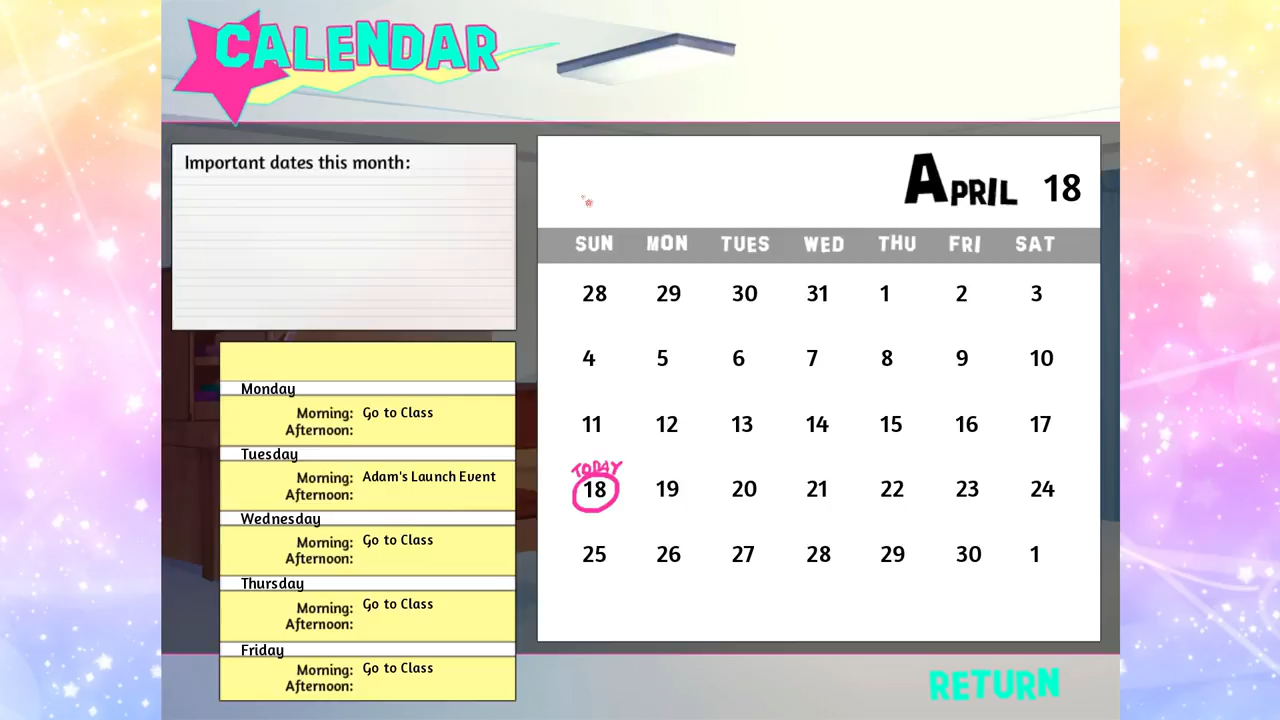 CALENDAR
Important dates this month:
Monday
Morning: Go to Class
Afternoon:
Tuesday
Morning: Adam's Launch Event
Afternoon:
Wednesday
Morning: Go to Class
Afternoon:
Thursday
Morning: Go to Class
Afternoon:
Friday
Morning: Go to Class
Afternoon:
APRIL 18
SUN MON TUES WED THU FRI SAT
28 29 30 31 1 2 3
4 5 6 7 8 9 10
11 12 13 14 15 16 17
TODAY
18 19 20 21 22 23 24
25 26 27 28 29 30 1
RETURN